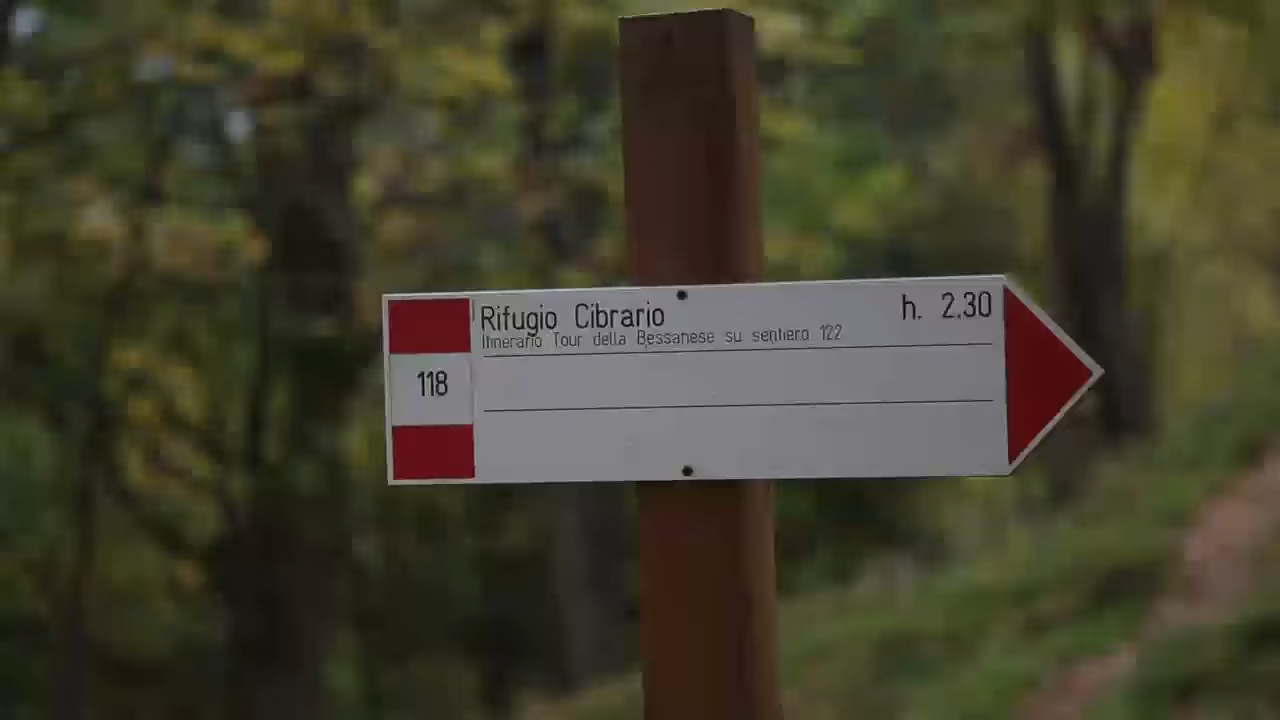 Rifugio Cibrario h. 2.30
Itinerario Tour della Bessanese su sentiero 122
118